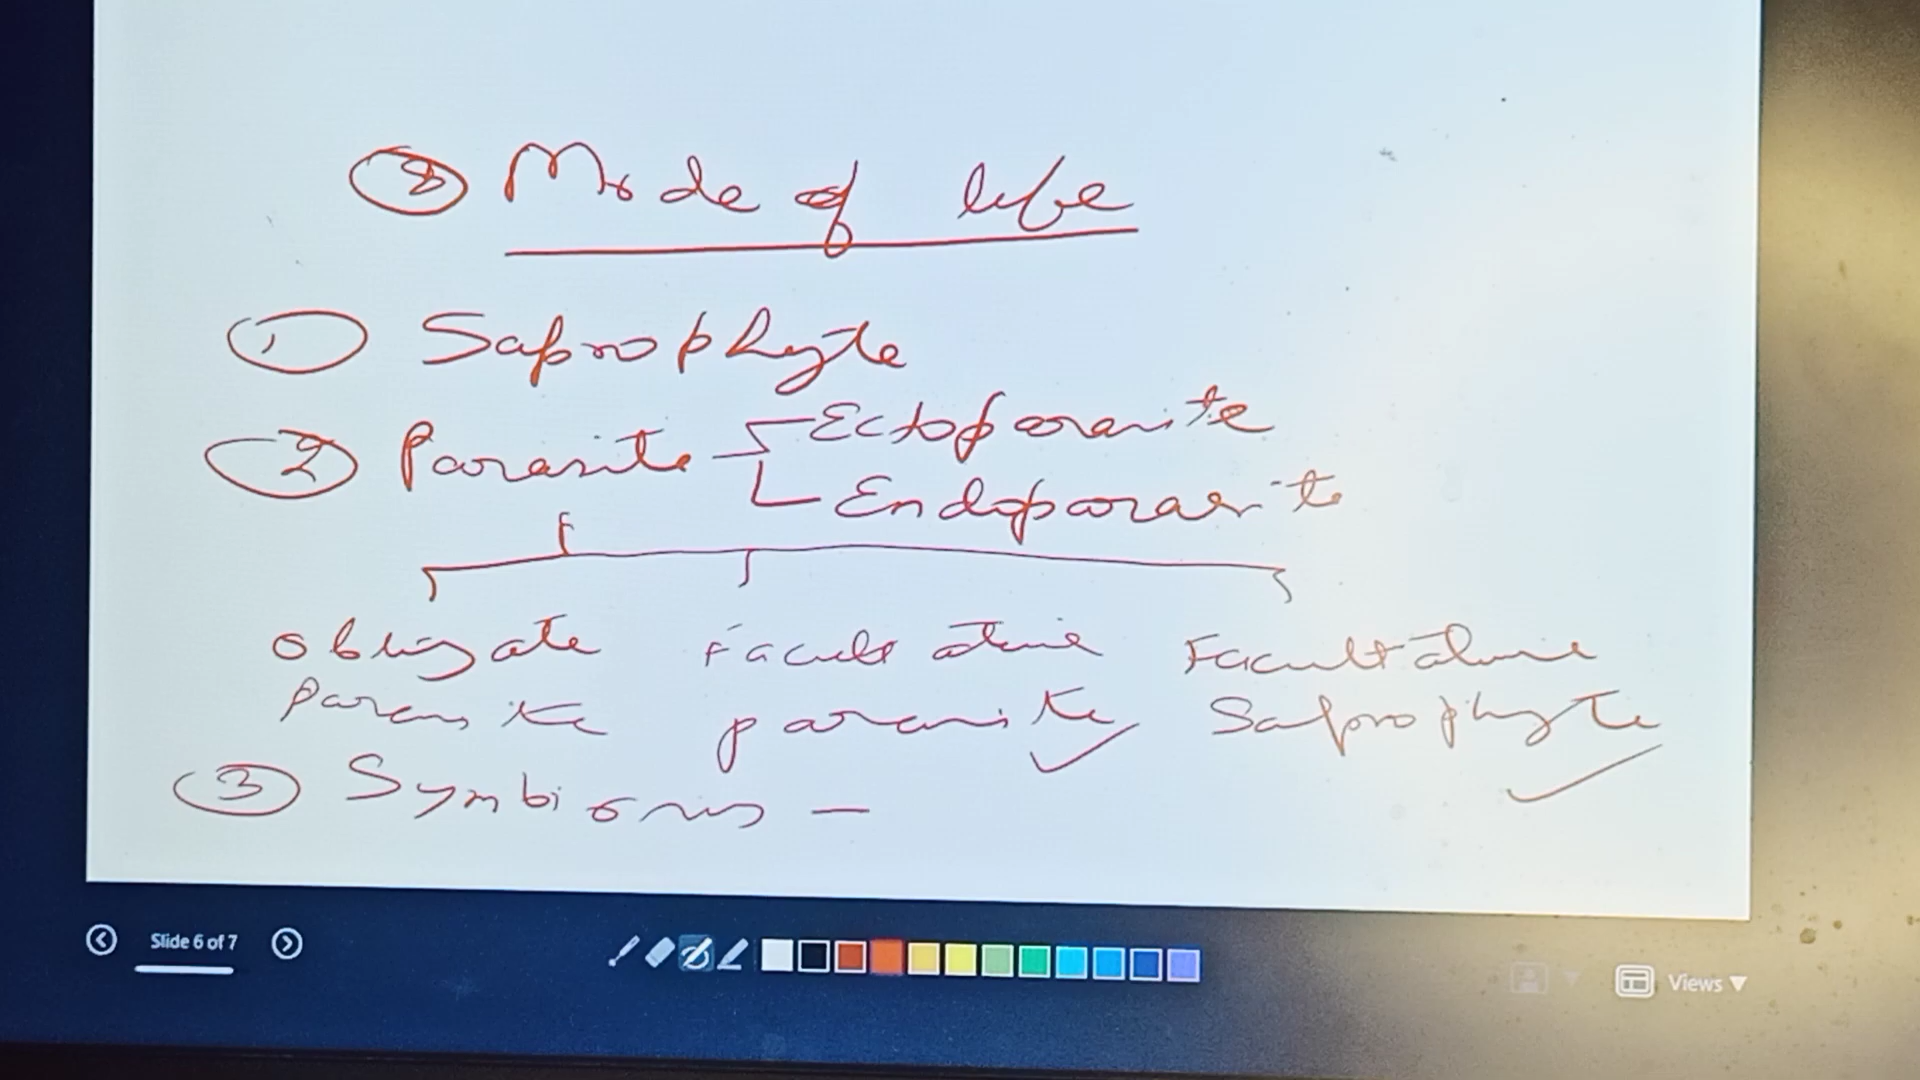 8 Mode of life
1 Saprophyte
2 Parasite Ectoparasite
Endoparasite
Obligate Facultative Facultative
Parasite parasite Saprophyte
3 Symbiosis —
Slide 6 of 7
Views